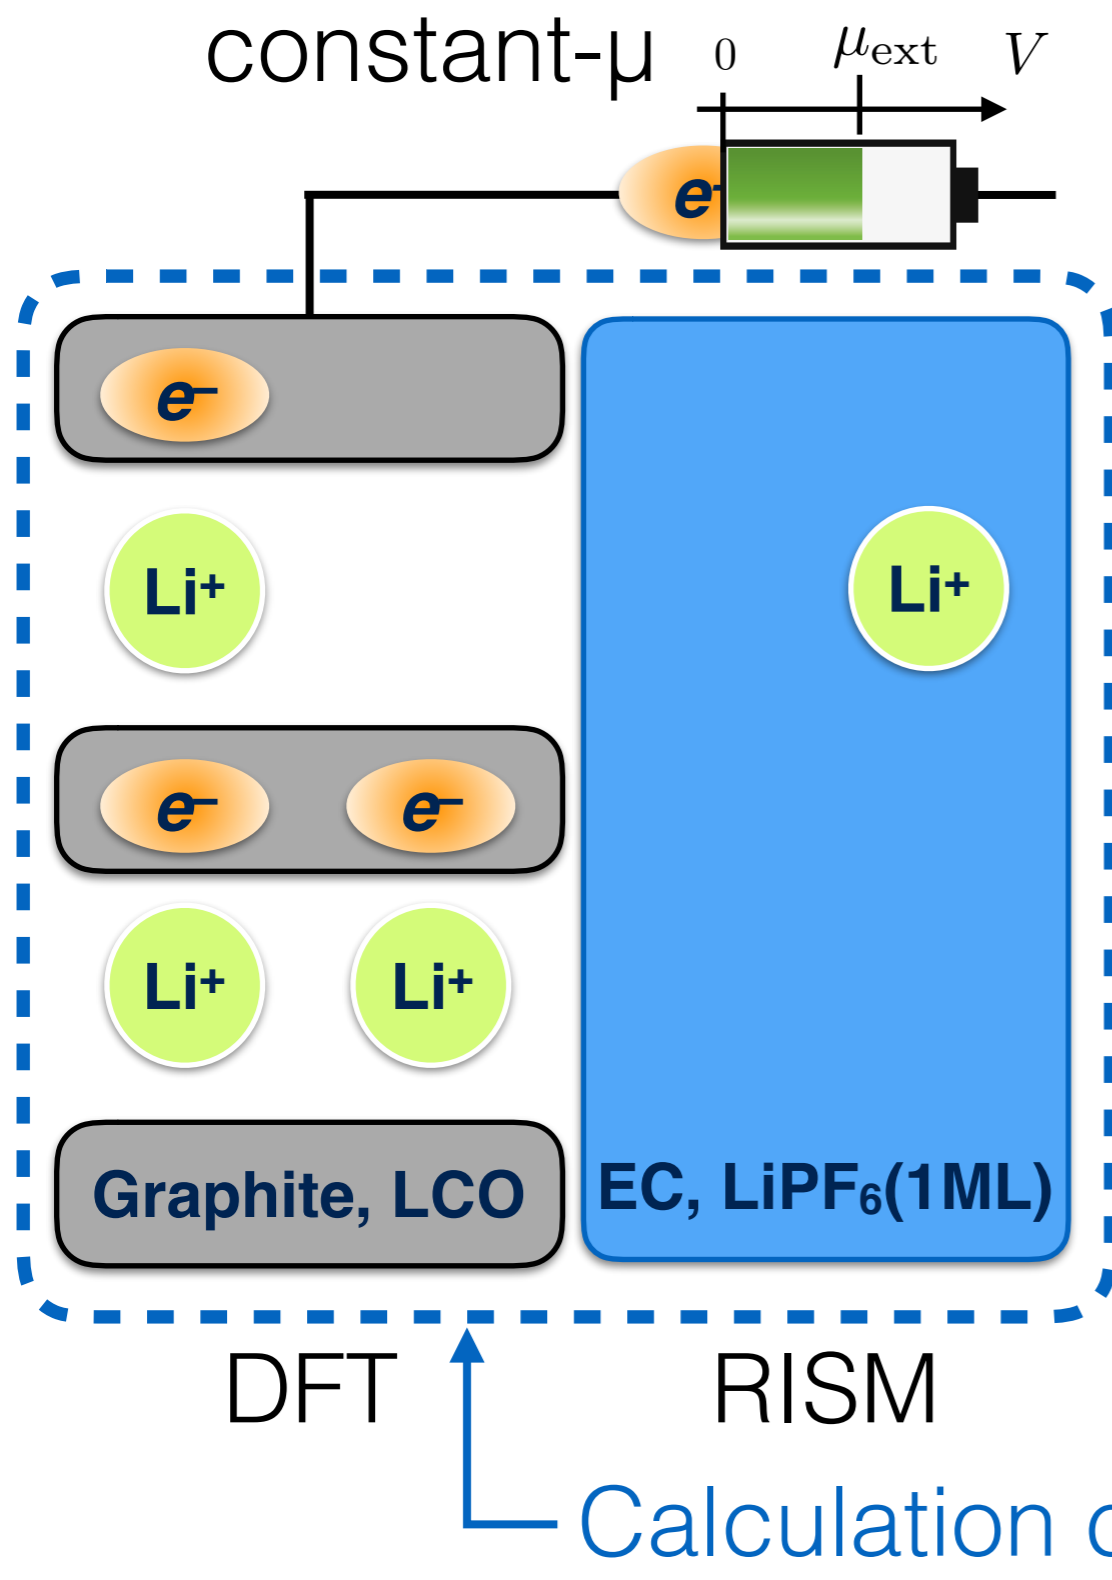 constant-μ
0 μext V
e-
e–
Li+ Li+
e– e–
Li+ Li+
Graphite, LCO EC, LiPF6(1ML)
DFT RISM
Calculation